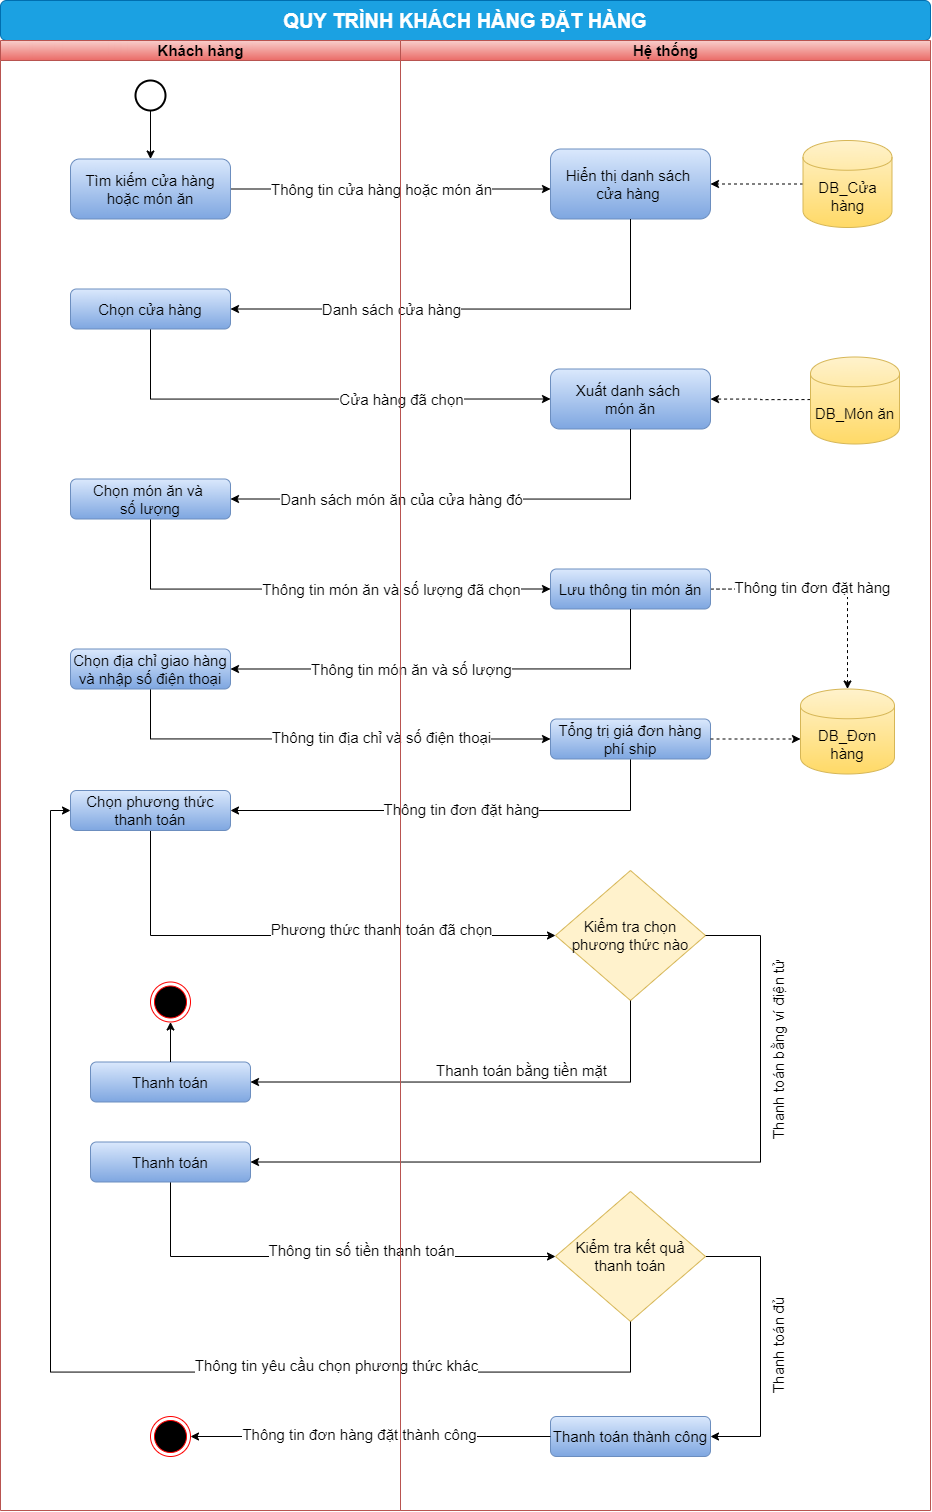 QUY TRÌNH KHÁCH HÀNG ĐẶT HÀNG
Khách hàng
Hệ thống
Tìm kiếm cửa hàng
hoặc món ăn
Thông tin cửa hàng hoặc món ăn
Hiển thị danh sách
cửa hàng
DB_Cửa
hàng
Chọn cửa hàng
Danh sách cửa hàng
Cửa hàng đã chọn
Xuất danh sách
món ăn
DB_Món ăn
Chọn món ăn và
số lượng
Danh sách món ăn của cửa hàng đó
Thông tin món ăn và số lượng đã chọn
Lưu thông tin món ăn
Thông tin đơn đặt hàng
Chọn địa chỉ giao hàng
và nhập số điện thoại
Thông tin món ăn và số lượng
Thông tin địa chỉ và số điện thoại
Tổng trị giá đơn hàng
phí ship
DB_Đơn
hàng
Chọn phương thức
thanh toán
Thông tin đơn đặt hàng
Phương thức thanh toán đã chọn
Kiểm tra chọn
phương thức nào
Thanh toán bằng ví điện tử
Thanh toán bằng tiền mặt
Thanh toán
Thanh toán
Thông tin số tiền thanh toán
Kiểm tra kết quả
thanh toán
Thanh toán đủ
Thông tin yêu cầu chọn phương thức khác
Thông tin đơn hàng đặt thành công
Thanh toán thành công